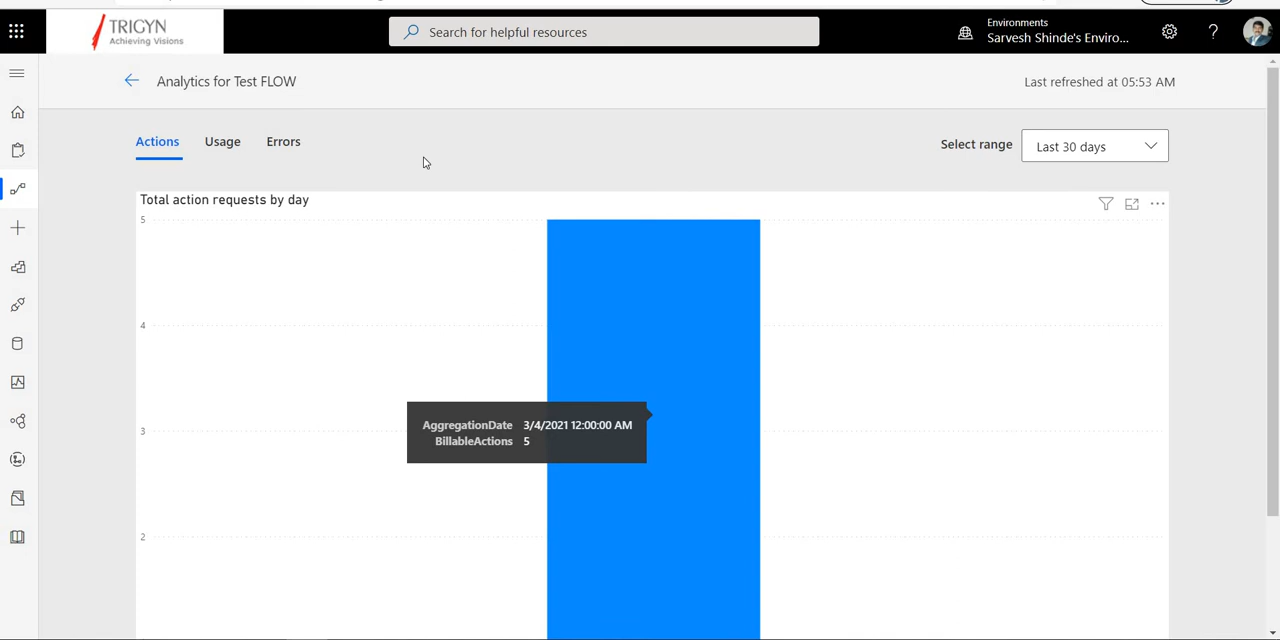 TRIGYN
Achieving Visions
Search for helpful resources
Environments
Sarvesh Shinde's Enviro...
?
Analytics for Test FLOW
Last refreshed at 05:53 AM
Actions
Usage
Errors
Select range
Last 30 days
Total action requests by day
5
4
3
2
AggregationDate 3/4/2021 12:00:00 AM
BillableActions 5